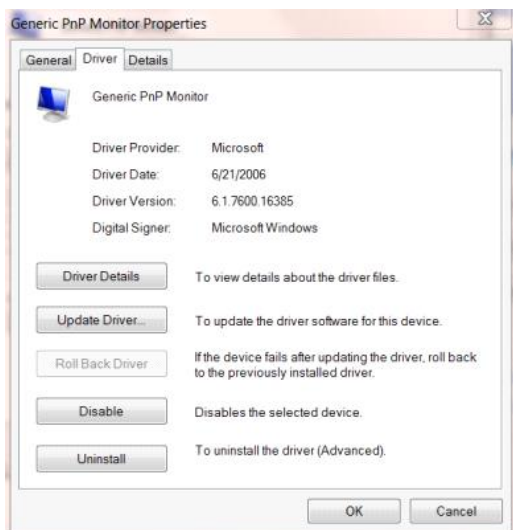 Generic PnP Monitor Properties
General Driver Details
Generic PnP Monitor
Driver Provider: Microsoft
Driver Date: 6/21/2006
Driver Version: 6.1.7600.16385
Digital Signer: Microsoft Windows
Driver Details To view details about the driver files.
Update Driver... To update the driver software for this device.
Roll Back Driver If the device fails after updating the driver, roll back
to the previously installed driver.
Disable Disables the selected device.
Uninstall To uninstall the driver (Advanced).
OK Cancel